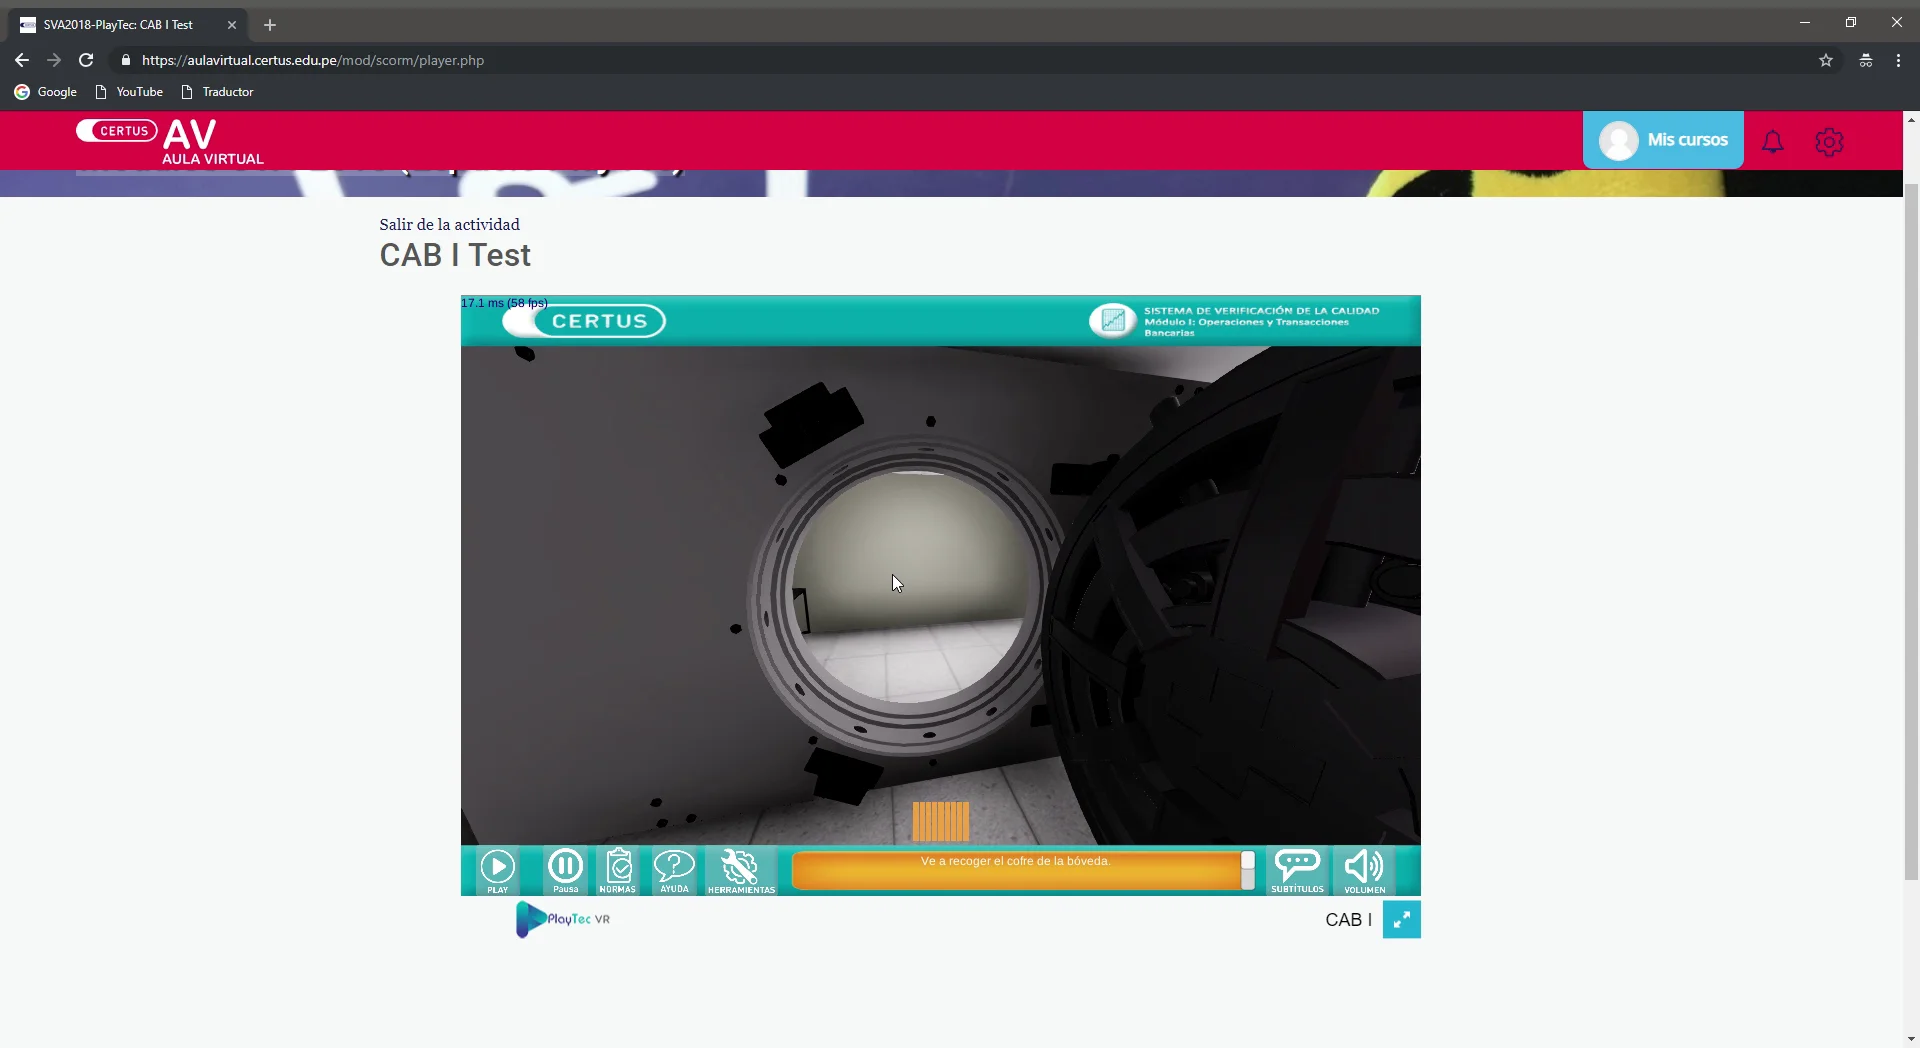 SVA2018-PlayTec: CAB I Test
https://aulavirtual.certus.edu.pe/mod/scorm/player.php
Google YouTube Traductor
CERTUS AV
AULA VIRTUAL
Mis cursos
Salir de la actividad
CAB I Test
17.1 ms (58 fps)
CERTUS
SISTEMA DE VERIFICACIÓN DE LA CALIDAD
Módulo I: Operaciones y Transacciones
Bancarias
Ve a recoger el cofre de la bóveda.
PLAY Pausa NORMAS AYUDA HERRAMIENTAS SUBTÍTULOS VOLUMEN
PlayTec VR
CAB I